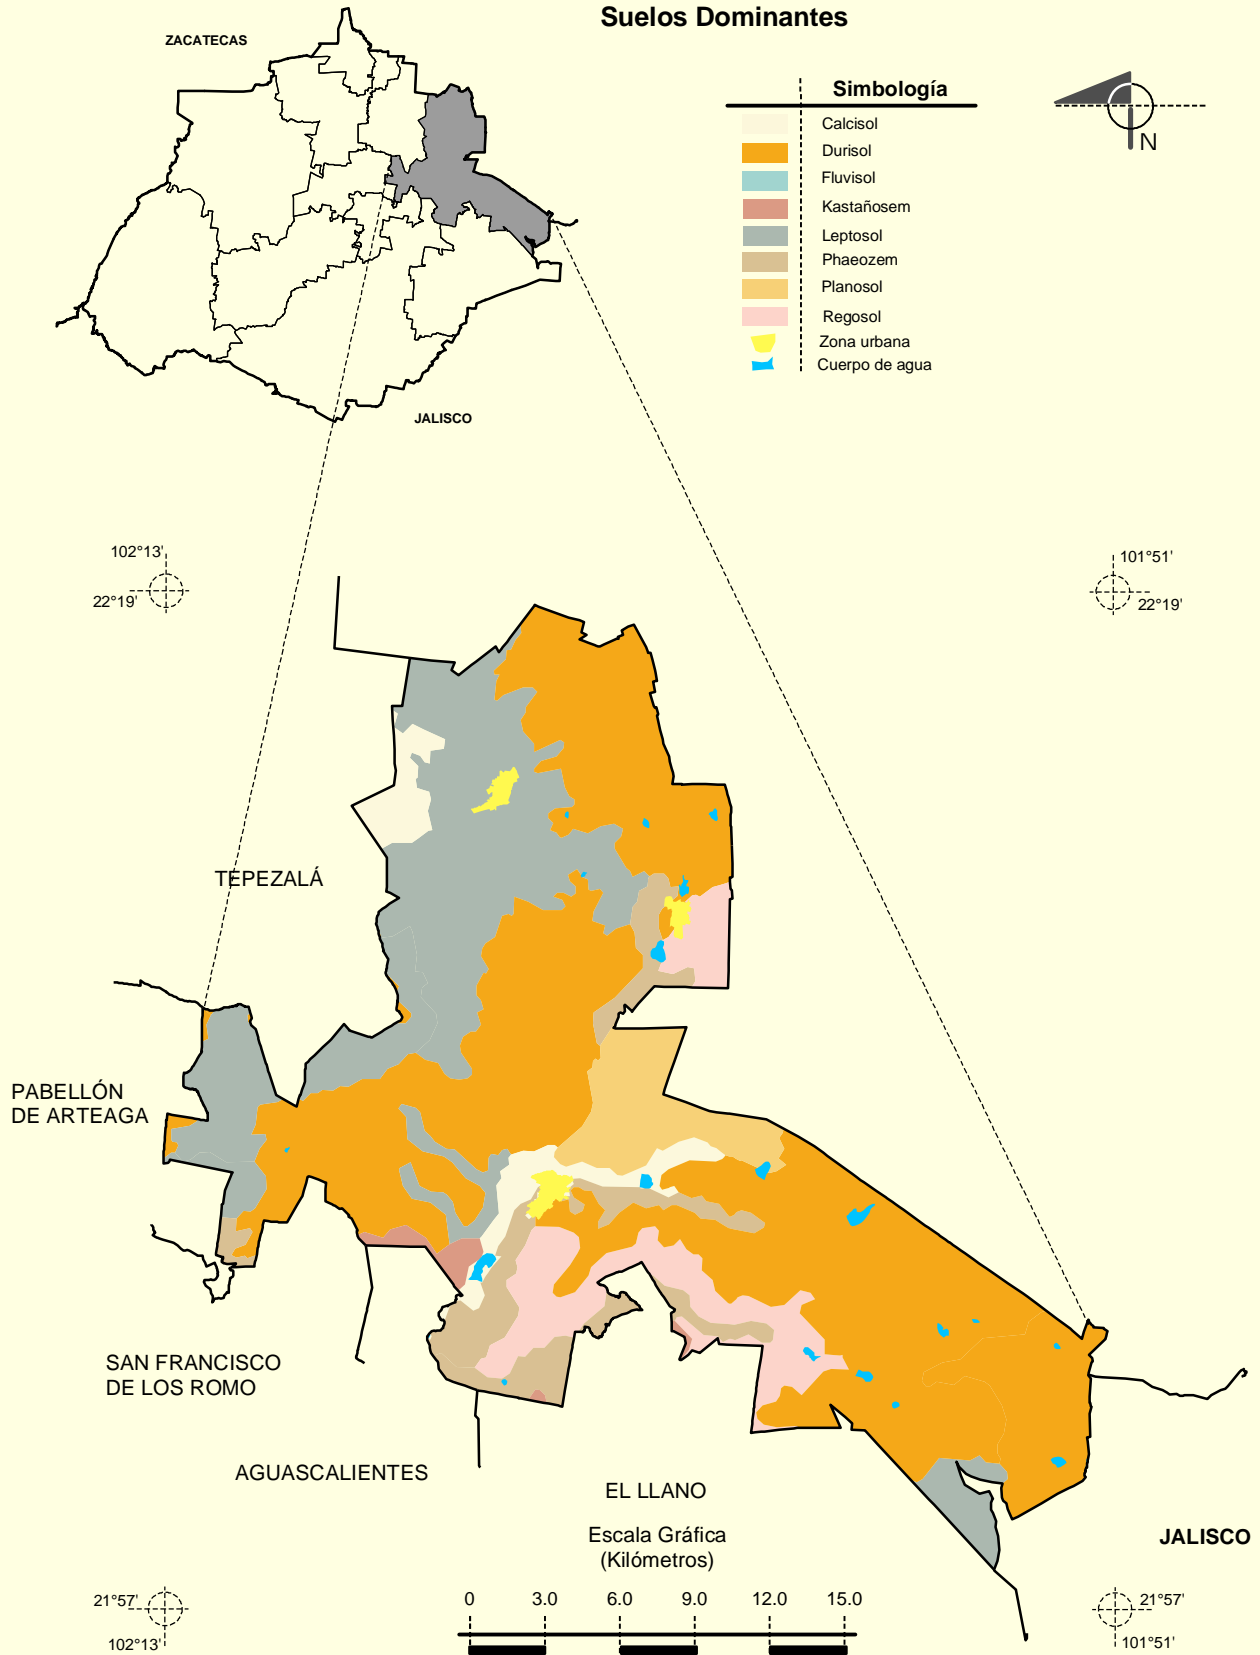 Suelos Dominantes
ZACATECAS
Simbología
Calcisol
Durisol
Fluvisol
Kastañosem
Leptosol
Phaeozem
Planosol
Regosol
Zona urbana
Cuerpo de agua
N
JALISCO
102°13'
22°19'
101°51'
22°19'
TEPEZALÁ
PABELLÓN
DE ARTEAGA
SAN FRANCISCO
DE LOS ROMO
AGUASCALIENTES
EL LLANO
JALISCO
Escala Gráfica
(Kilómetros)
0 3.0 6.0 9.0 12.0 15.0
21°57'
102°13'
21°57'
101°51'